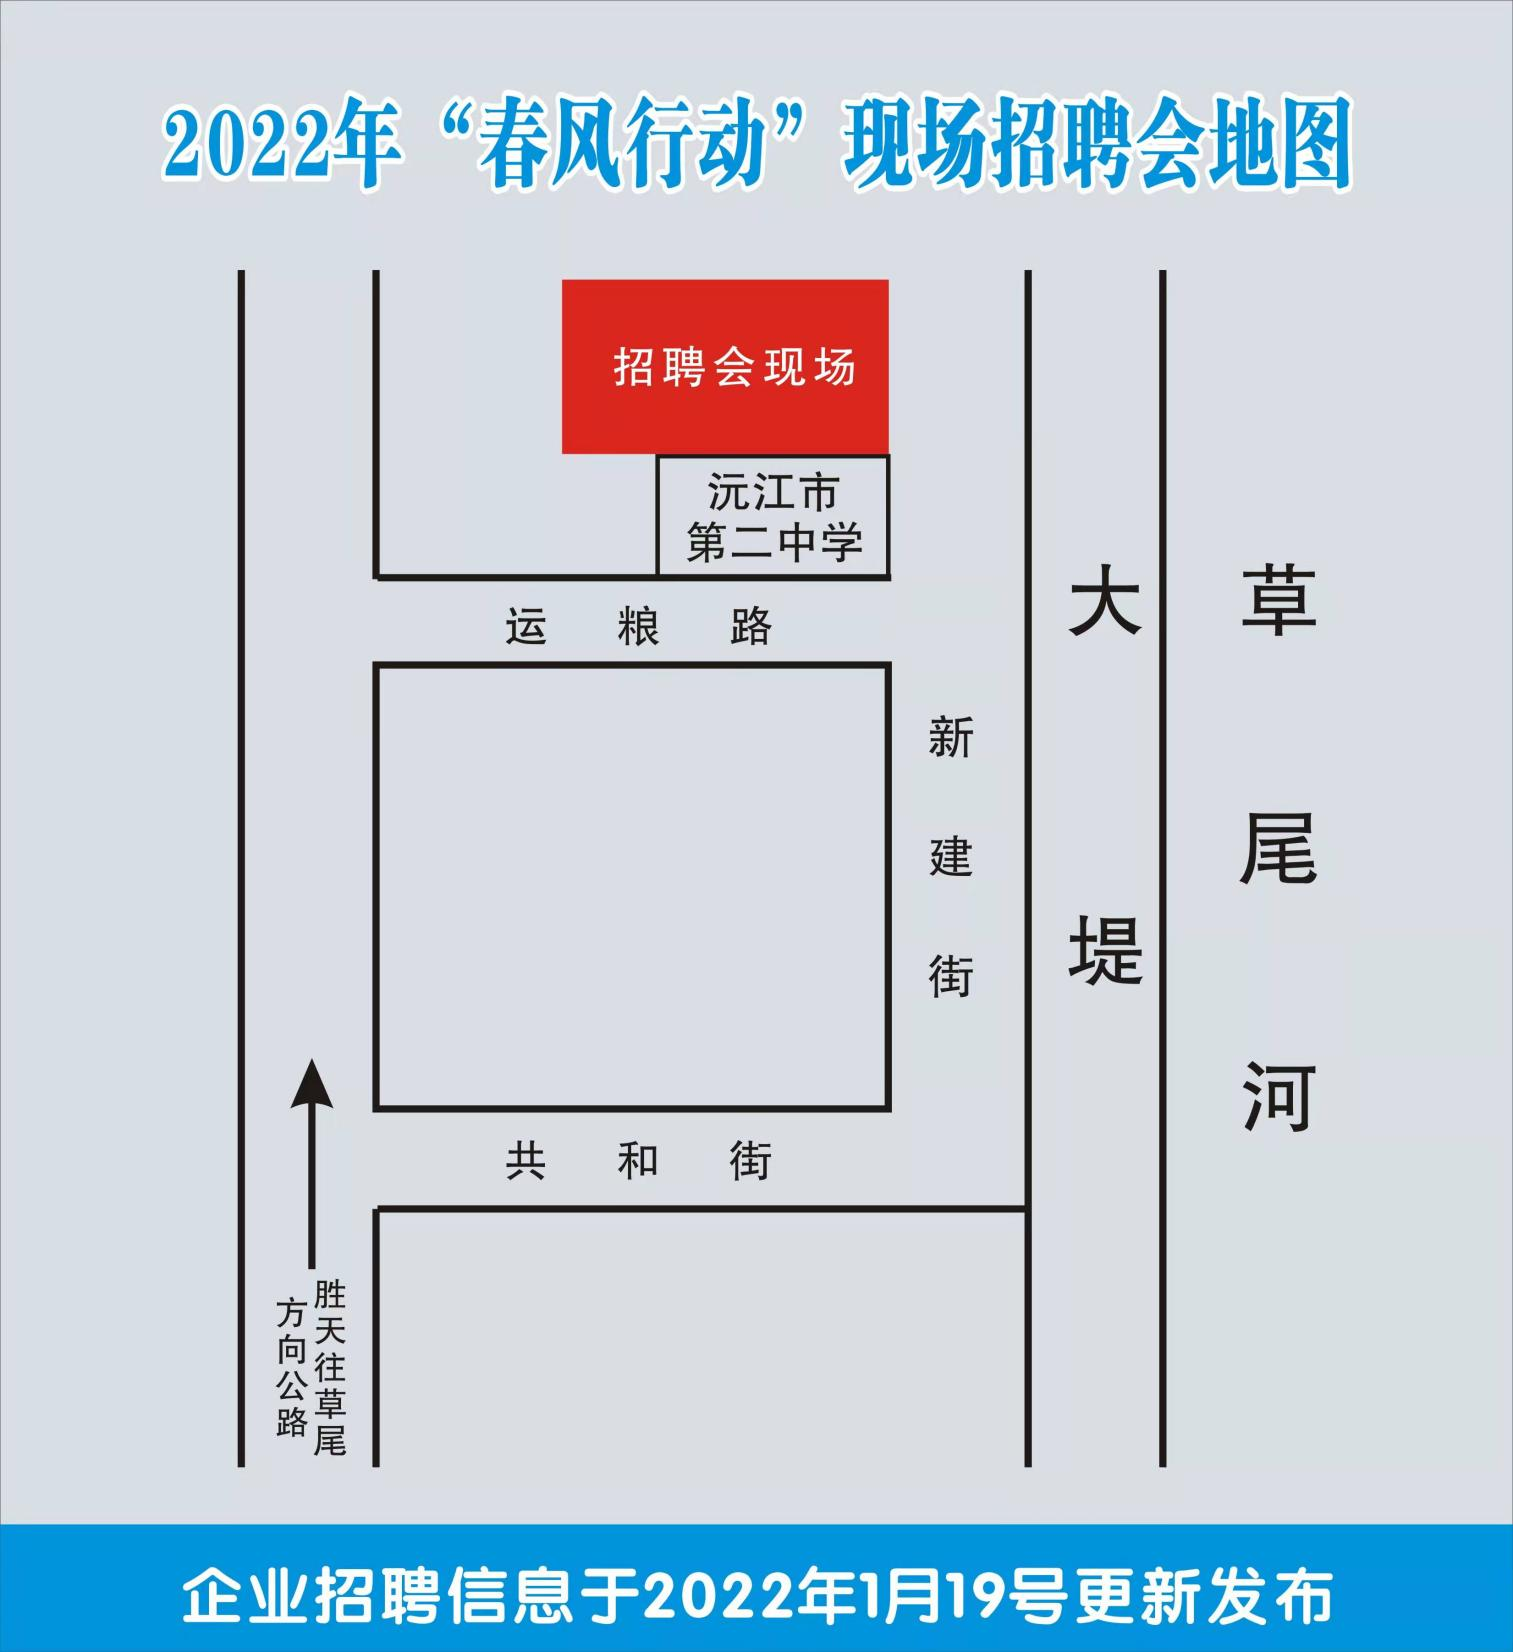 2022年“春风行动”现场招聘会地图
招聘会现场
沅江市
第二中学
运粮路
新建街
大堤
草尾河
共和街
胜天往草尾
方向公路
企业招聘信息于2022年1月19号更新发布